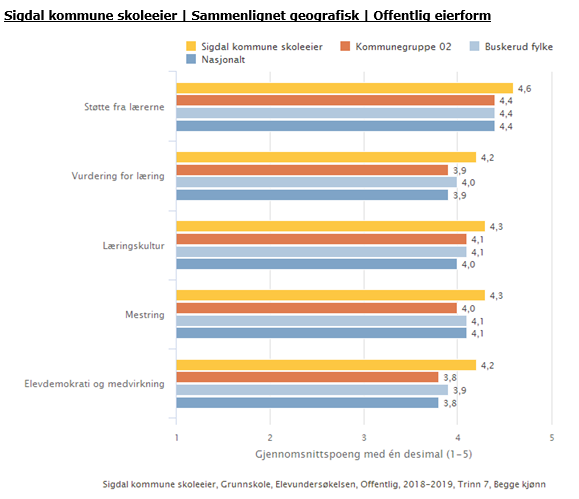 Sigdal kommune skoleeier | Sammenlignet geografisk | Offentlig eierform
Sigdal kommune skoleeier Kommunegruppe 02 Buskerud fylke
Nasjonalt
Støtte fra lærerne
4,6
4,4
4,4
4,4
Vurdering for læring
4,2
3,9
4,0
3,9
Læringskultur
4,3
4,1
4,1
4,0
Mestring
4,3
4,0
4,1
4,1
Elevdemokrati og medvirkning
4,2
3,8
3,9
3,8
1 2 3 4 5
Gjennomsnittspoeng med én desimal (1-5)
Sigdal kommune skoleeier, Grunnskole, Elevundersøkelsen, Offentlig, 2018-2019, Trinn 7, Begge kjønn